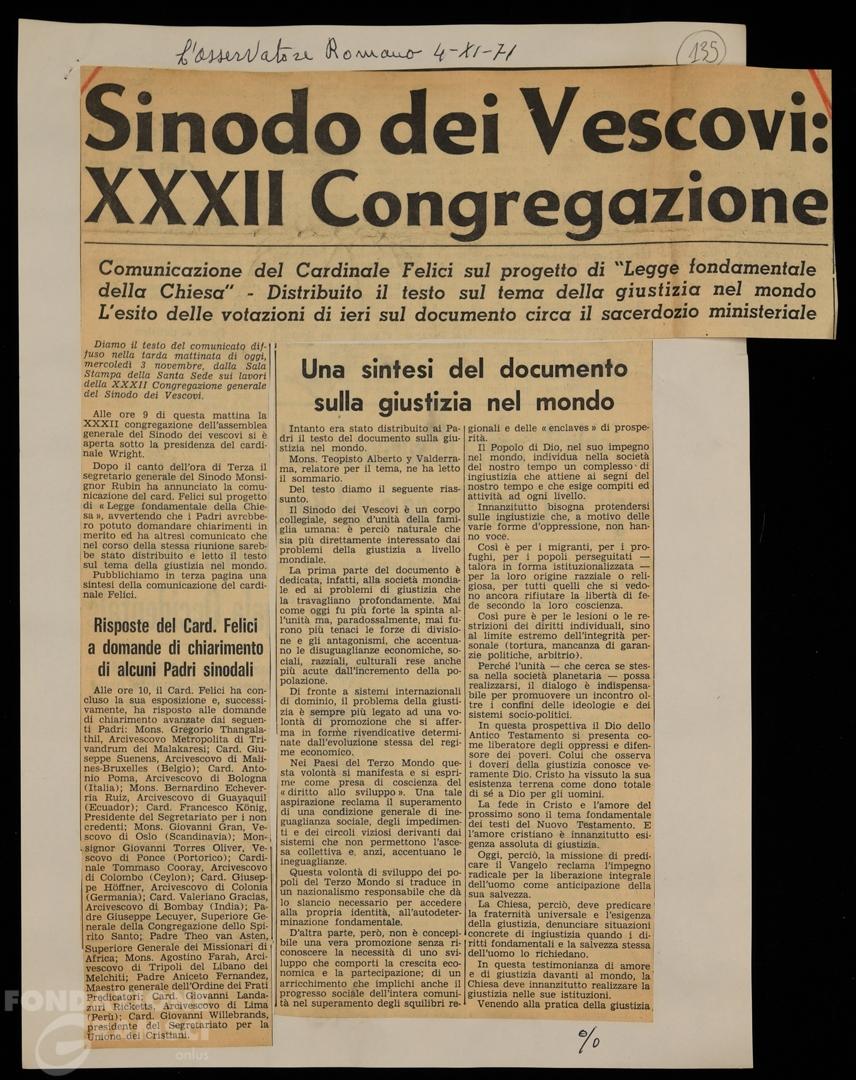 L'Osservatore Romano 4-XI-71
135
Sinodo dei Vescovi:
XXXII Congregazione
Comunicazione del Cardinale Felici sul progetto di "Legge fondamentale
della Chiesa" - Distribuito il testo sul tema della giustizia nel mondo
L'esito delle votazioni di ieri sul documento circa il sacerdozio ministeriale
Diamo il testo del comunicato dif-
fuso nella tarda mattinata di oggi,
mercoledì 3 novembre, dalla Sala
Stampa della Santa Sede sui lavori
della XXXII Congregazione generale
del Sinodo dei Vescovi.
Alle ore 9 di questa mattina la
XXXII congregazione dell'assemblea
generale del Sinodo dei vescovi si è
aperta sotto la presidenza del cardi-
nale Wright.
Dopo il canto dell'ora di Terza il
segretario generale del Sinodo Monsi-
gnor Rubin ha annunciato la comu-
nicazione del card. Felici sul progetto
di « Legge fondamentale della Chie-
sa », avvertendo che i Padri avrebbe-
ro potuto domandare chiarimenti in
merito ed ha altresì comunicato che
nel corso della stessa riunione sareb-
be stato distribuito e letto il testo
sul tema della giustizia nel mondo.
Pubblichiamo in terza pagina una
sintesi della comunicazione del cardi-
nale Felici.
Risposte del Card. Felici
a domande di chiarimento
di alcuni Padri sinodali
Alle ore 10, il Card. Felici ha con-
cluso la sua esposizione e, successi-
vamente, ha risposto alle domande
di chiarimento avanzate dai seguen-
ti Padri: Mons. Gregorio Thangala-
thil, Arcivescovo Metropolita di Tri-
vandrum dei Malakaresi; Card. Giu-
seppe Suenens, Arcivescovo di Mali-
nes-Bruxelles (Belgio); Card. Anto-
nio Poma, Arcivescovo di Bologna
(Italia); Mons. Bernardino Echever-
ria Ruiz, Arcivescovo di Guayaquil
(Ecuador); Card. Francesco König,
Presidente del Segretariato per i non
credenti; Mons. Giovanni Gran, Ve-
scovo di Oslo (Scandinavia); Mon-
signor Giovanni Torres Oliver, Ve-
scovo di Ponce (Portorico); Cardi-
nale Tommaso Cooray, Arcivescovo
di Colombo (Ceylon); Card. Giusep-
pe Höffner, Arcivescovo di Colonia
(Germania); Card. Valeriano Gracias,
Arcivescovo di Bombay (India); Pa-
dre Giuseppe Lecuyer, Superiore Ge-
nerale della Congregazione dello Spi-
rito Santo; Padre Theo van Asten,
Superiore Generale dei Missionari di
Africa; Mons. Agostino Farah, Arci-
vescovo di Tripoli del Libano dei
Melchiti; Padre Aniceto Fernandez,
Maestro generale dell'Ordine dei Frati
Predicatori; Card. Giovanni Landa-
zuri Ricketts, Arcivescovo di Lima
(Perù); Card. Giovanni Willebrands,
presidente del Segretariato per la
Unione dei Cristiani.
Una sintesi del documento
sulla giustizia nel mondo
Intanto era stato distribuito ai Pa-
dri il testo del documento sulla giu-
stizia nel mondo.
Mons. Teopisto Alberto y Valderra-
ma, relatore per il tema, ne ha letto
il sommario.
Del testo diamo il seguente rias-
sunto.
Il Sinodo dei Vescovi è un corpo
collegiale, segno d'unità della fami-
glia umana: è perciò naturale che
sia più direttamente interessato dai
problemi della giustizia a livello
mondiale.
La prima parte del documento è
dedicata, infatti, alla società mondia-
le ed ai problemi di giustizia che
la travagliano profondamente. Mai
come oggi fu più forte la spinta al-
l'unità ma, paradossalmente, mai fu-
rono più tenaci le forze di divisio-
ne e gli antagonismi, che accentua-
no le disuguaglianze economiche, so-
ciali, razziali, culturali rese anche
più acute dall'incremento della po-
polazione.
Di fronte a sistemi internazionali
di dominio, il problema della giusti-
zia è sempre più legato ad una vo-
lontà di promozione che si affer-
ma in forme rivendicative determi-
nate dall'evoluzione stessa del regi-
me economico.
Nei Paesi del Terzo Mondo que-
sta volontà si manifesta e si espri-
me come presa di coscienza del
« diritto allo sviluppo ». Una tale
aspirazione reclama il superamento
di una condizione generale di ine-
guaglianza sociale, degli impedimen-
ti e dei circoli viziosi derivanti dai
sistemi che non permettono l'asce-
sa collettiva e, anzi, accentuano le
ineguaglianze.
Questa volontà di sviluppo dei po-
poli del Terzo Mondo si traduce in
un nazionalismo responsabile che dà
lo slancio necessario per accedere
alla propria identità, all'autodeter-
minazione fondamentale.
D'altra parte, però, non è concepi-
bile una vera promozione senza ri-
conoscere la necessità di uno svi-
luppo che comporti la crescita eco-
nomica e la partecipazione; di un
arricchimento che implichi anche il
progresso sociale dell'intera comuni-
tà nel superamento degli squilibri re-
gionali e delle « enclaves » di prospe-
rità.
Il Popolo di Dio, nel suo impegno
nel mondo, individua nella società
del nostro tempo un complesso di
ingiustizia che attiene ai segni del
nostro tempo e che esige compiti ed
attività ad ogni livello.
Innanzitutto bisogna protendersi
sulle ingiustizie che, a motivo delle
varie forme d'oppressione, non han-
no voce.
Così è per i migranti, per i pro-
fughi, per i popoli perseguitati —
talora in forma istituzionalizzata —
per la loro origine razziale o reli-
giosa, per tutti quelli che si vedo-
no ancora rifiutare la libertà di fe-
de secondo la loro coscienza.
Così pure è per le lesioni o le re-
strizioni dei diritti individuali, sino
al limite estremo dell'integrità per-
sonale (tortura, mancanza di garan-
zie politiche, arbitrio).
Perché l'unità — che cerca se stes-
sa nella società planetaria — possa
realizzarsi, il dialogo è indispensa-
bile per promuovere un incontro ol-
tre i confini delle ideologie e dei
sistemi socio-politici.
In questa prospettiva il Dio dello
Antico Testamento si presenta co-
me liberatore degli oppressi e difen-
sore dei poveri. Colui che osserva
i doveri della giustizia conosce ve-
ramente Dio. Cristo ha vissuto la sua
esistenza terrena come dono totale
di sé a Dio per gli uomini.
La fede in Cristo e l'amore del
prossimo sono il tema fondamentale
dei testi del Nuovo Testamento. E
l'amore cristiano è innanzitutto esi-
genza assoluta di giustizia.
Oggi, perciò, la missione di predi-
care il Vangelo reclama l'impegno
radicale per la liberazione integrale
dell'uomo come anticipazione della
sua salvezza.
La Chiesa, perciò, deve predicare
la fraternità universale e l'esigenza
della giustizia, denunciare situazioni
concrete di ingiustizia quando i di-
ritti fondamentali e la salvezza stessa
dell'uomo lo richiedano.
In questa testimonianza di amore
e di giustizia davanti al mondo, la
Chiesa deve innanzitutto realizzare la
giustizia nelle sue istituzioni.
Venendo alla pratica della giustizia
%
onlus